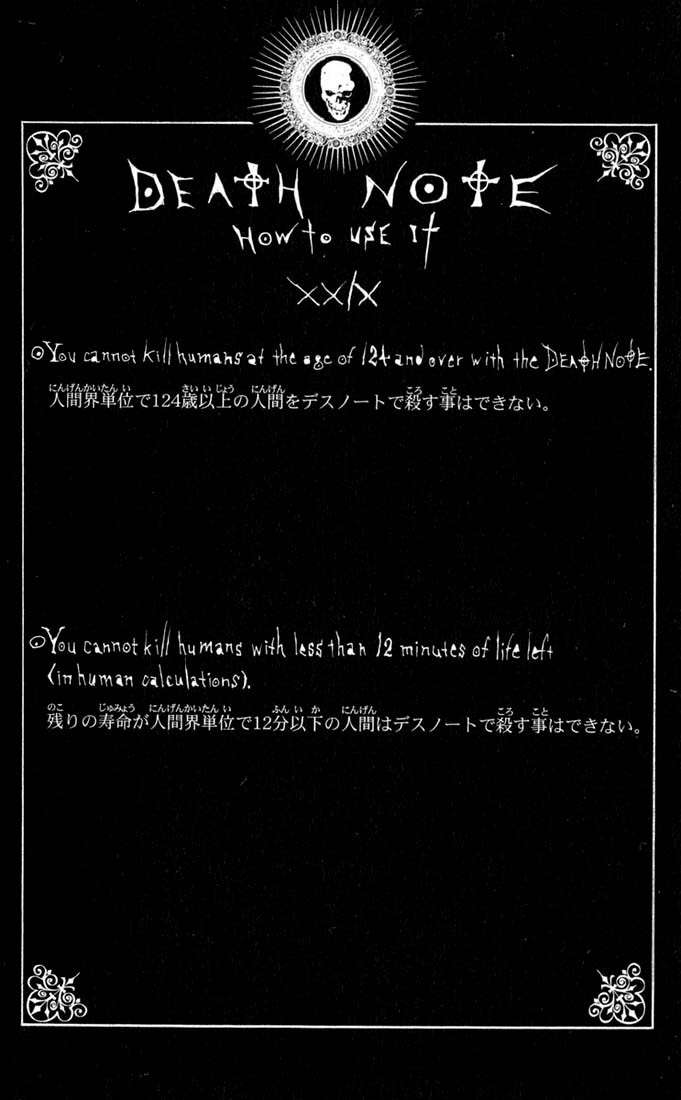 DEATH NOTE
HOW to USE It
XXIX
You cannot kill humans at the age of 124 and over with the DEATH NOTE.
人間界単位で124歳以上の人間をデスノートで殺す事はできない。
You cannot kill humans with less than 12 minutes of life left
(in human calculations).
残りの寿命が人間界単位で12分以下の人間はデスノートで殺す事はできない。